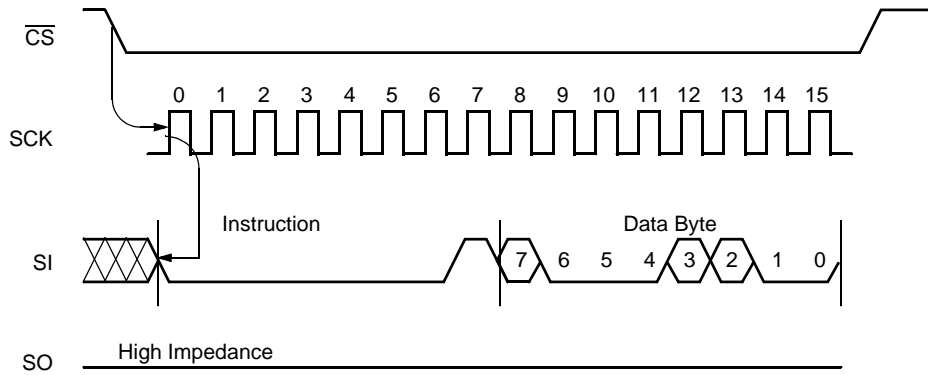 CS
0 1 2 3 4 5 6 7 8 9 10 11 12 13 14 15
SCK
Instruction Data Byte
SI 7 6 5 4 3 2 1 0
High Impedance
SO